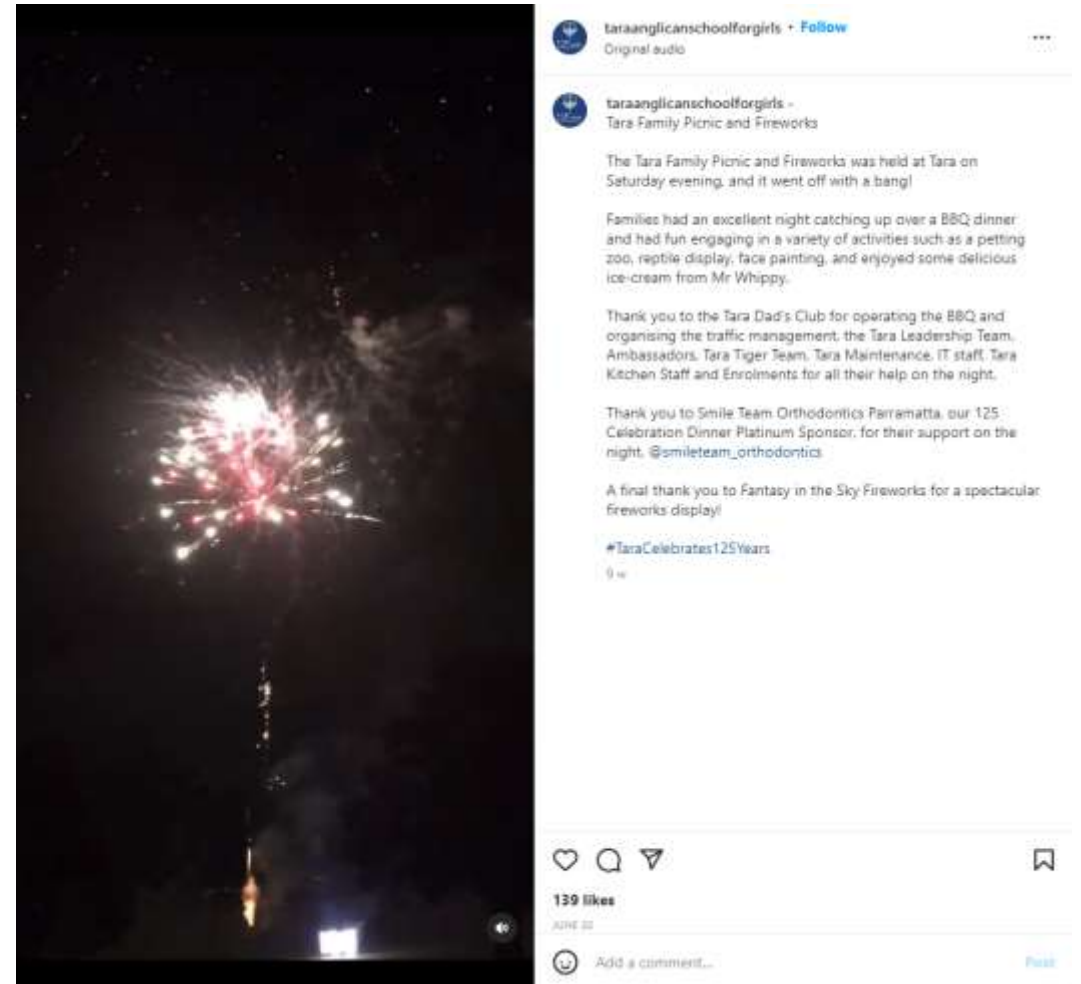 taraanglicanschoolforgirls • Follow
Original audio
taraanglicanschoolforgirls -
Tara Family Picnic and Fireworks
The Tara Family Picnic and Fireworks was held at Tara on
Saturday evening, and it went off with a bang!
Families had an excellent night catching up over a BBQ dinner
and had fun engaging in a variety of activities such as a petting
zoo, reptile display, face painting, and enjoyed some delicious
ice-cream from Mr Whippy.
Thank you to the Tara Dad's Club for operating the BBQ and
organising the traffic management, the Tara Leadership Team,
Ambassadors, Tara Tiger Team, Tara Maintenance, IT staff, Tara
Kitchen Staff and Enrolments for all their help on the night.
Thank you to Smile Team Orthodontics Parramatta, our 125
Celebration Dinner Platinum Sponsor, for their support on the
night. @smileteam_orthodontics
A final thank you to Fantasy in the Sky Fireworks for a spectacular
fireworks display!
#TaraCelebrates125Years
9 w
139 likes
JUNE
Add a comment...
Post